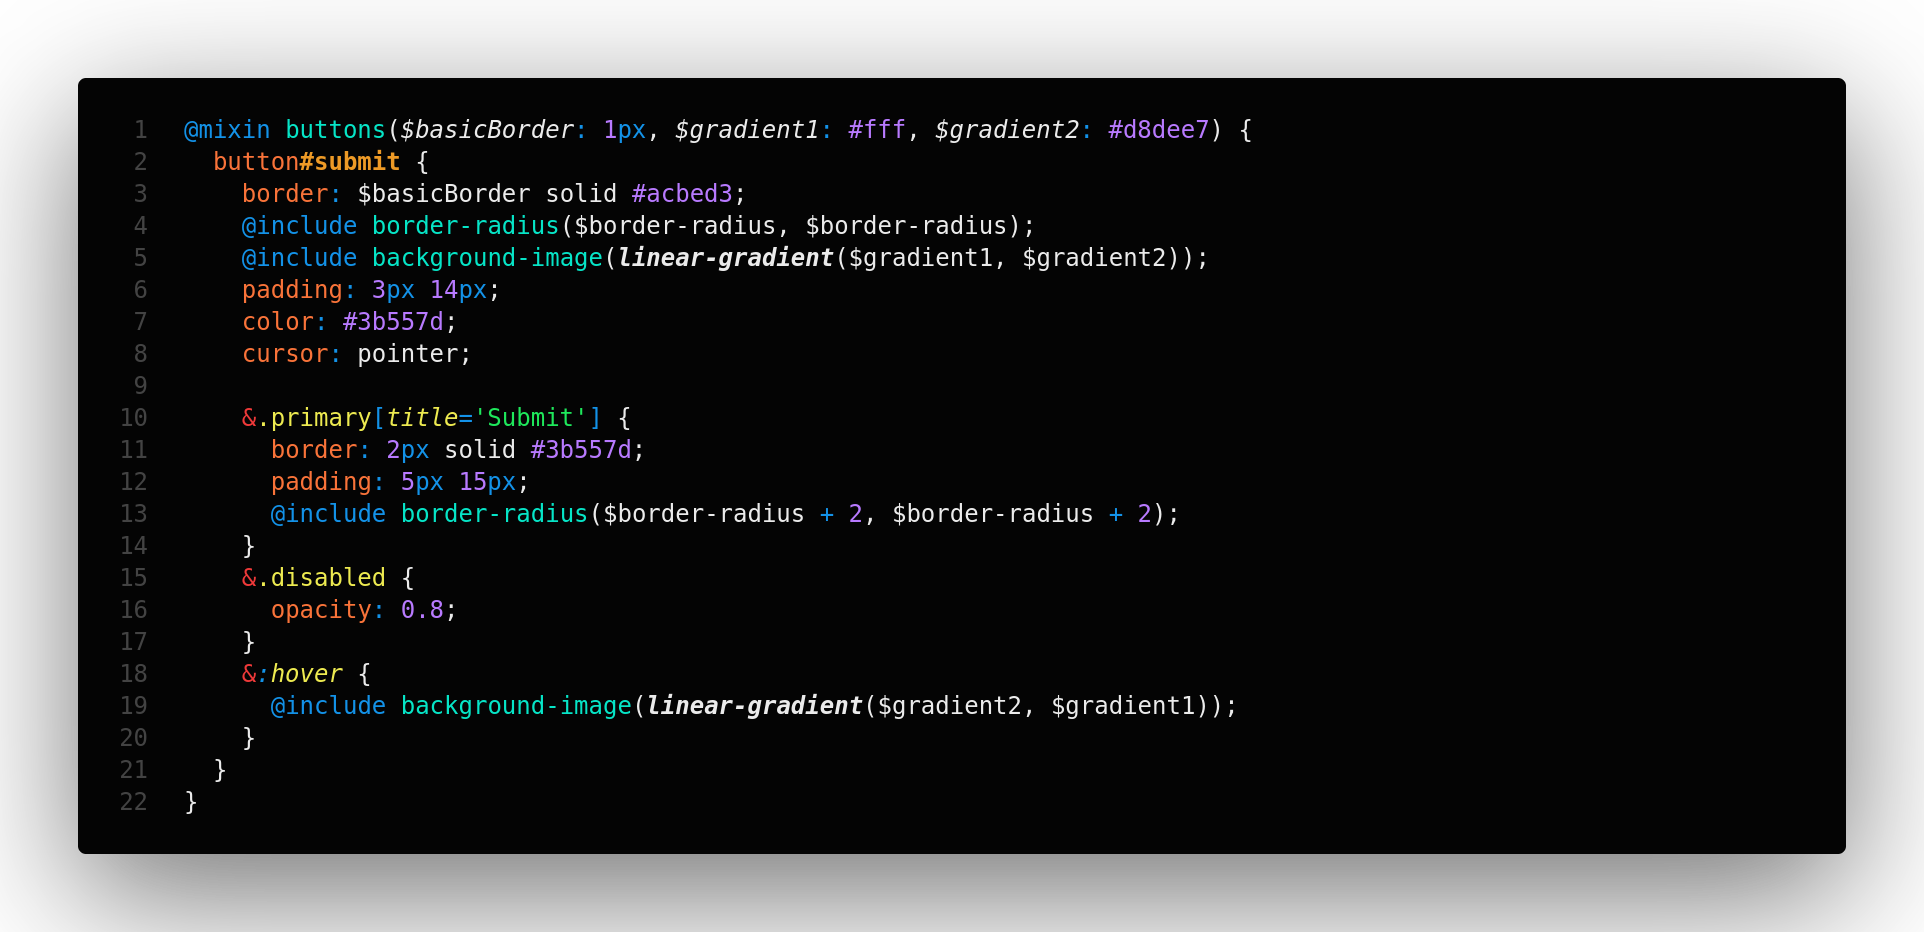 1 @mixin buttons($basicBorder: 1px, $gradient1: #fff, $gradient2: #d8dee7) {
2   button#submit {
3     border: $basicBorder solid #acbed3;
4     @include border-radius($border-radius, $border-radius);
5     @include background-image(linear-gradient($gradient1, $gradient2));
6     padding: 3px 14px;
7     color: #3b557d;
8     cursor: pointer;
9
10     &.primary[title='Submit'] {
11       border: 2px solid #3b557d;
12       padding: 5px 15px;
13       @include border-radius($border-radius + 2, $border-radius + 2);
14     }
15     &.disabled {
16       opacity: 0.8;
17     }
18     &:hover {
19       @include background-image(linear-gradient($gradient2, $gradient1));
20     }
21   }
22 }